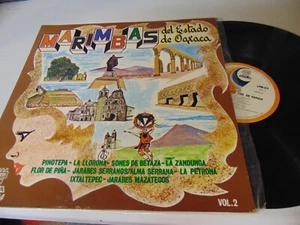 MARIMBAS
del Estado
de Oaxaca
PINOTEPA - LA LLORONA - SONES DE BETAZA - LA ZANDUNGA
FLOR DE PIÑA - JARABES SERRANOS/ALMA SERRANA - LA PETRONA
IXTALTEPEC - JARABES MAZATECOS
VOL. 2